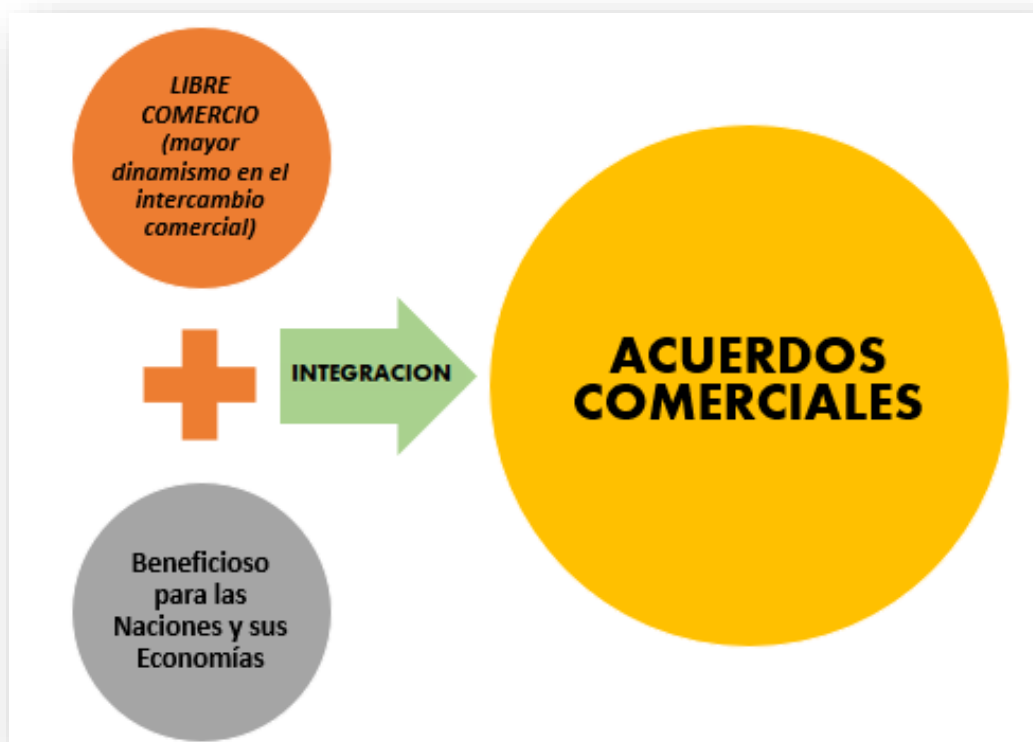 LIBRE
COMERCIO
(mayor
dinamismo en el
intercambio
comercial)
INTEGRACION
Beneficioso
para las
Naciones y sus
Economías
ACUERDOS
COMERCIALES